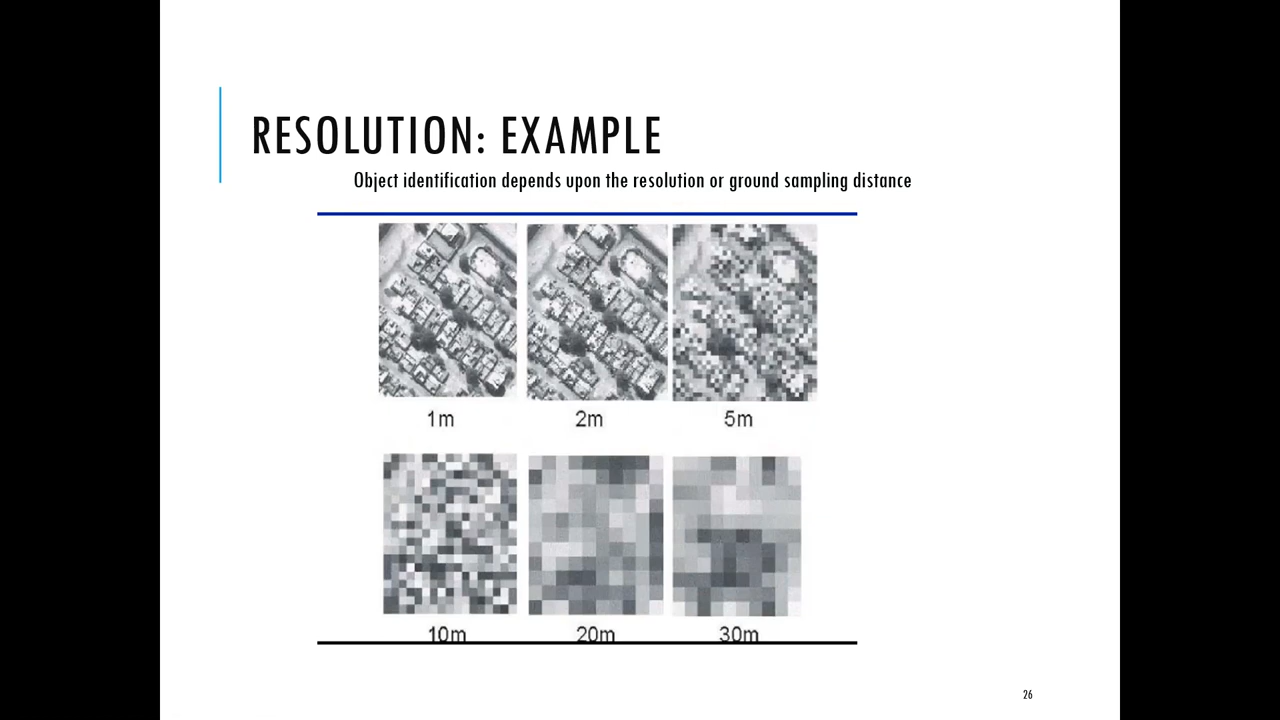 RESOLUTION: EXAMPLE
Object identification depends upon the resolution or ground sampling distance
1m 2m 5m
10m 20m 30m
26